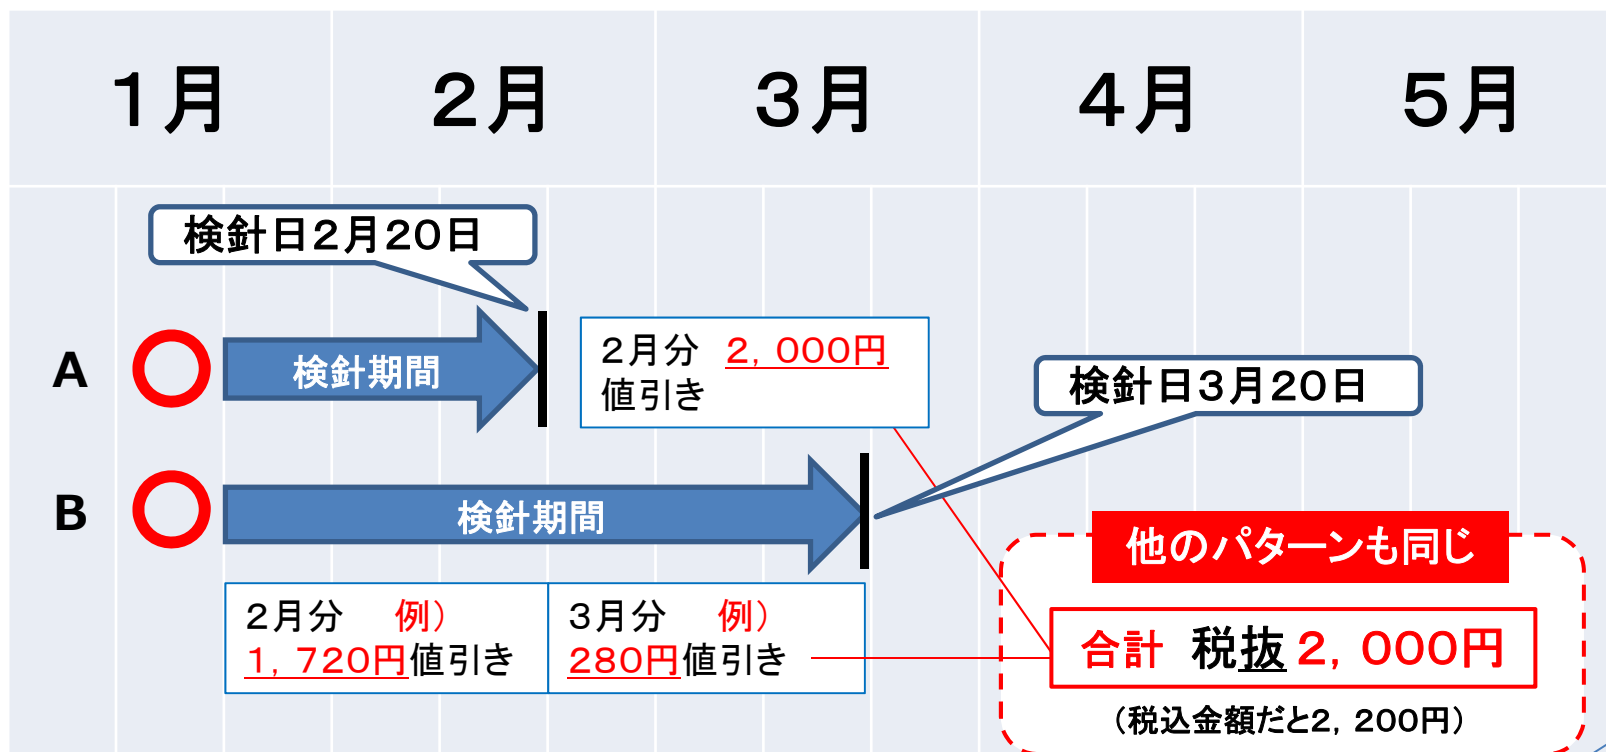 1月 2月 3月 4月 5月
検針日2月20日
A
検針期間
2月分 2,000円
値引き
検針日3月20日
B
検針期間
2月分 例)
1,720円値引き
3月分 例)
280円値引き
他のパターンも同じ
合計 税抜 2,000円
(税込金額だと2,200円)